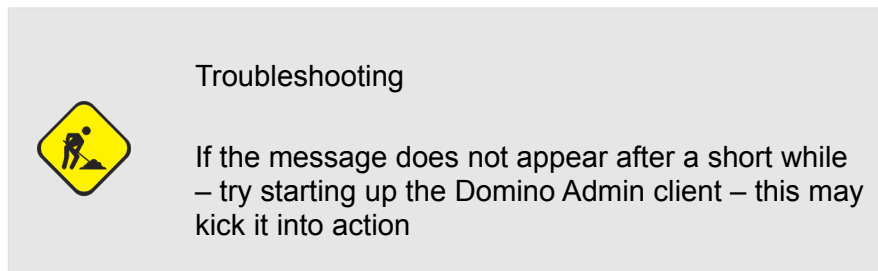 Troubleshooting
If the message does not appear after a short while
– try starting up the Domino Admin client – this may
kick it into action